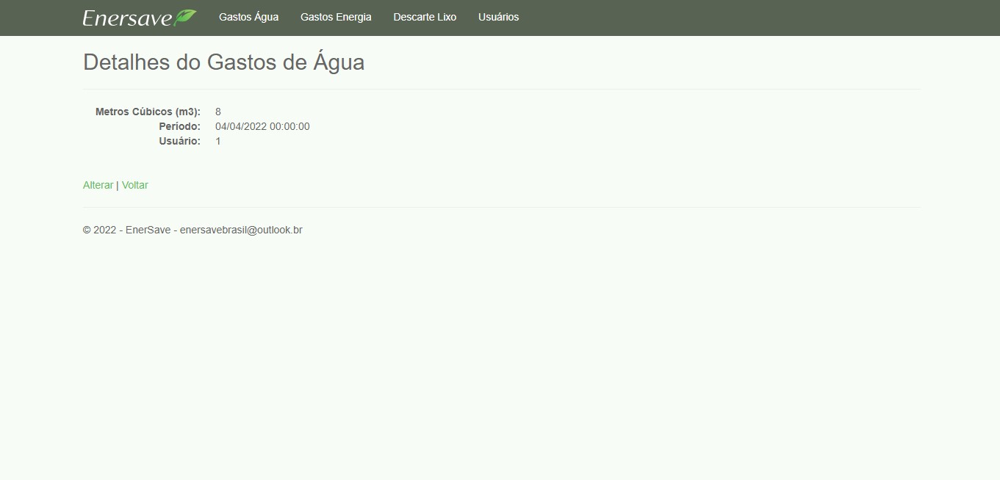 Enersave Gastos Água Gastos Energia Descarte Lixo Usuários
Detalhes do Gastos de Água
Metros Cúbicos (m3): 8
Período: 04/04/2022 00:00:00
Usuário: 1
Alterar | Voltar
© 2022 - EnerSave - enersavebrasil@outlook.br